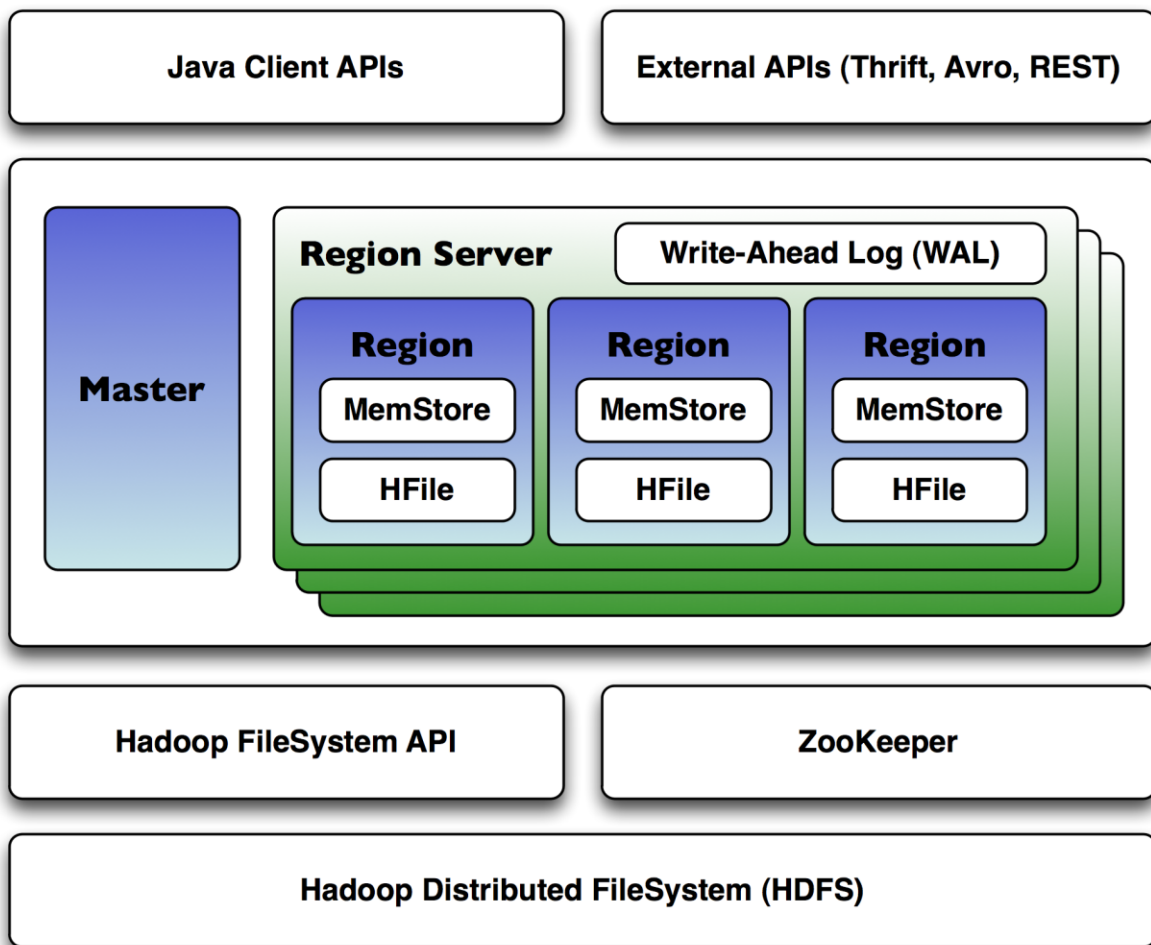 Java Client APIs
External APIs (Thrift, Avro, REST)
Master
Region Server
Write-Ahead Log (WAL)
Region
MemStore
HFile
Region
MemStore
HFile
Region
MemStore
HFile
Hadoop FileSystem API
ZooKeeper
Hadoop Distributed FileSystem (HDFS)